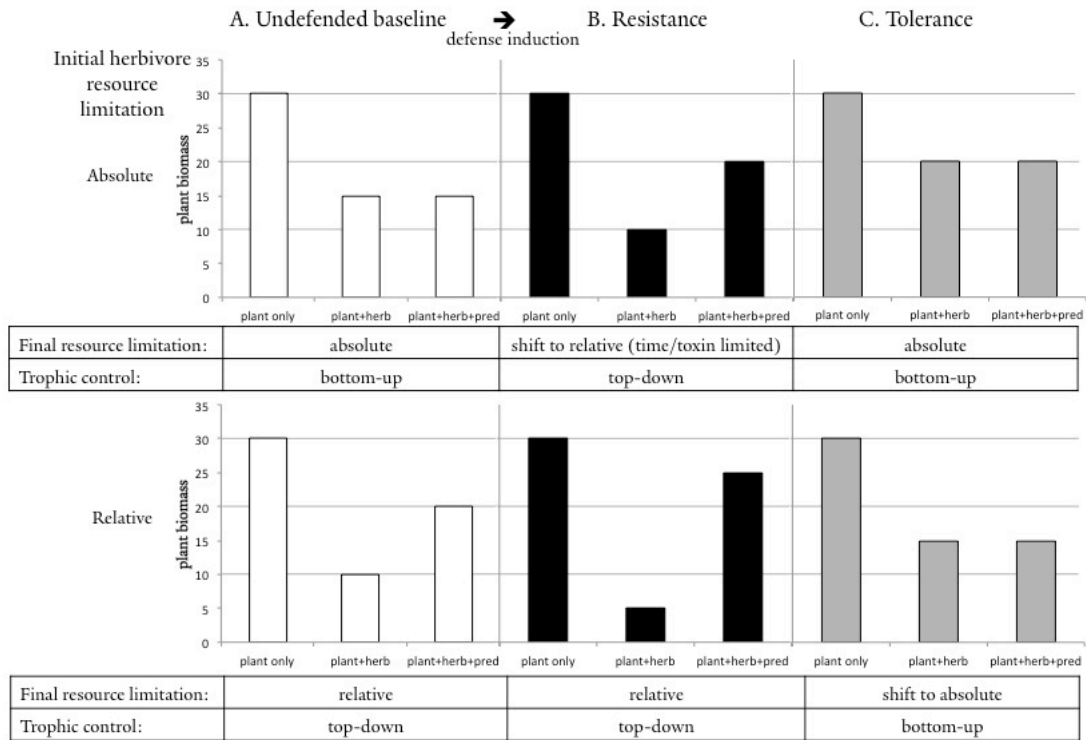 A. Undefended baseline ➔ B. Resistance C. Tolerance
defense induction
Initial herbivore
resource
limitation
Absolute
plant biomass
35
30
25
20
15
10
5
0
plant only plant+herb plant+herb+pred plant only plant+herb plant+herb+pred plant only plant+herb plant+herb+pred
Final resource limitation: absolute shift to relative (time/toxin limited) absolute
Trophic control: bottom-up top-down bottom-up
Relative
plant biomass
35
30
25
20
15
10
5
0
plant only plant+herb plant+herb+pred plant only plant+herb plant+herb+pred plant only plant+herb plant+herb+pred
Final resource limitation: relative relative shift to absolute
Trophic control: top-down top-down bottom-up